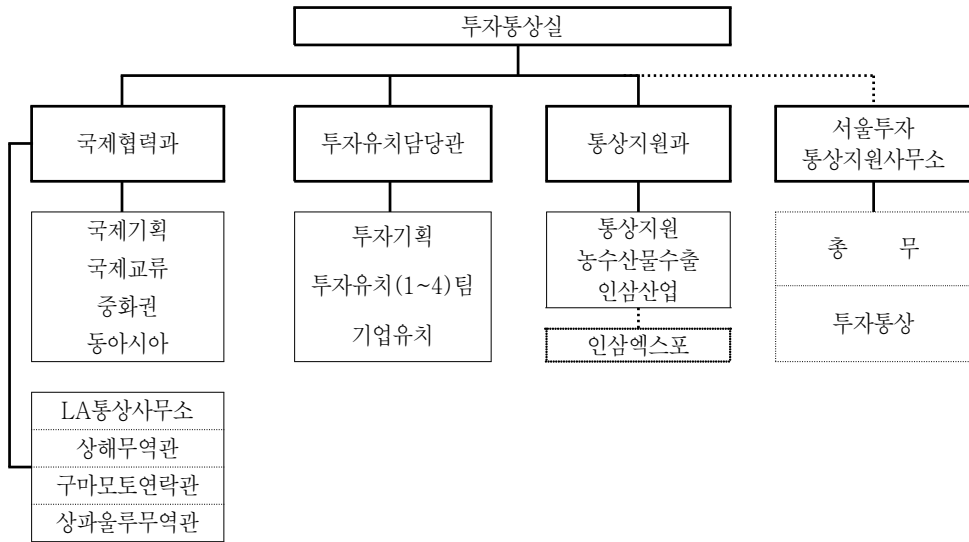 투자통상실
국제협력과
투자유치담당관
통상지원과
서울투자
통상지원사무소
국제기획
국제교류
중화권
동아시아
투자기획
투자유치(1~4)팀
기업유치
통상지원
농수산물수출
인삼산업
인삼엑스포
총 무
투자통상
LA통상사무소
상해무역관
구마모토연락관
상파울루무역관